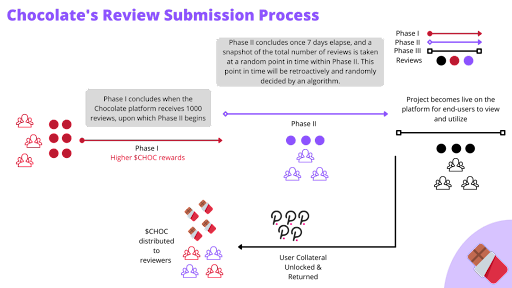 Chocolate's Review Submission Process
Phase II concludes once 7 days elapse, and a
snapshot of the total number of reviews is taken
at a random point in time within Phase II. This
point in time will be retroactively and randomly
decided by an algorithm.
Phase I
Phase II
Phase III
Reviews
Phase I concludes when the
Chocolate platform receives 1000
reviews, upon which Phase II begins
Project becomes live on the
platform for end-users to view
and utilize
Phase I
Higher $CHOC rewards
Phase II
$CHOC
distributed
to
reviewers
User Collateral
Unlocked &
Returned